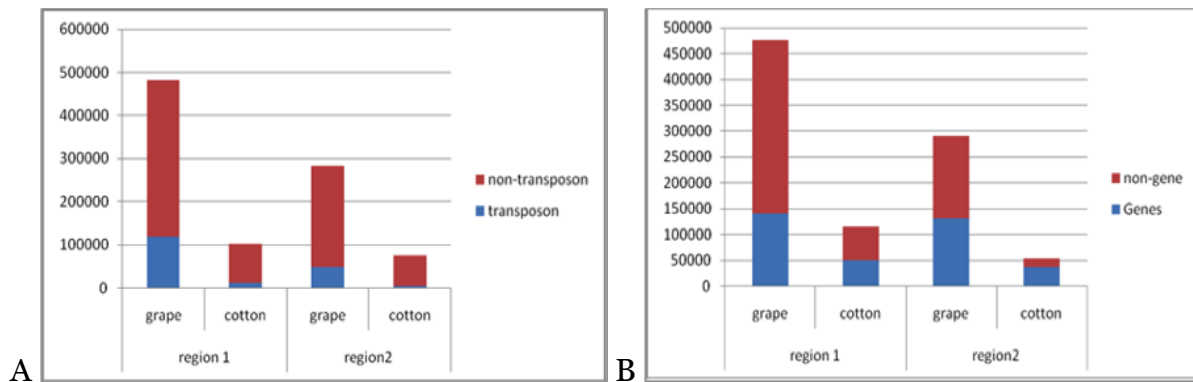 600000
500000
400000
300000
200000
100000
0
grape cotton grape cotton
region 1 region2
non-transposon
transposon
A
500000
450000
400000
350000
300000
250000
200000
150000
100000
50000
0
grape cotton grape cotton
region 1 region2
non-gene
Genes
B